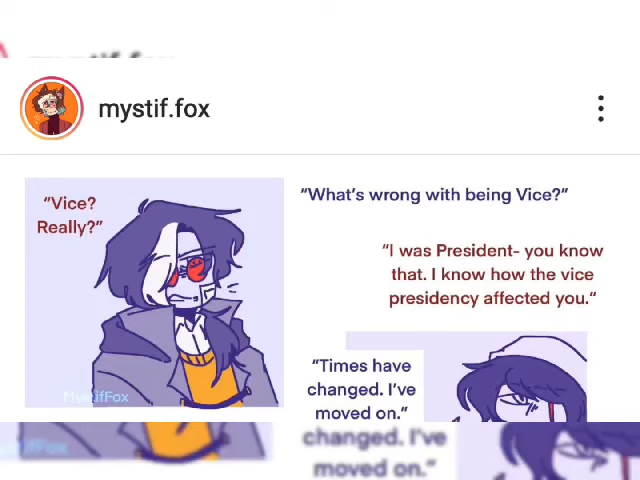 mystif.fox
"Vice?
Really?"
"What's wrong with being Vice?"
"I was President- you know
that. I know how the vice
presidency affected you."
"Times have
changed. I've
moved on."
MystifFox
changed. I've
moved on."